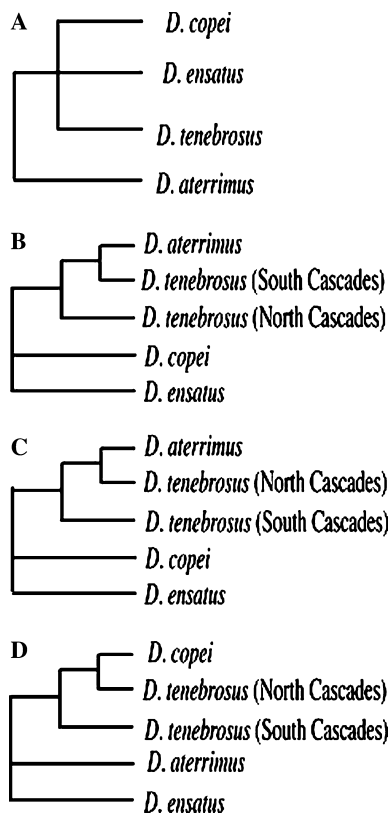 A
D. copei
D. ensatus
D. tenebrosus
D. aterrimus
B
D. aterrimus
D. tenebrosus (South Cascades)
D. tenebrosus (North Cascades)
D. copei
D. ensatus
C
D. aterrimus
D. tenebrosus (North Cascades)
D. tenebrosus (South Cascades)
D. copei
D. ensatus
D
D. copei
D. tenebrosus (North Cascades)
D. tenebrosus (South Cascades)
D. aterrimus
D. ensatus